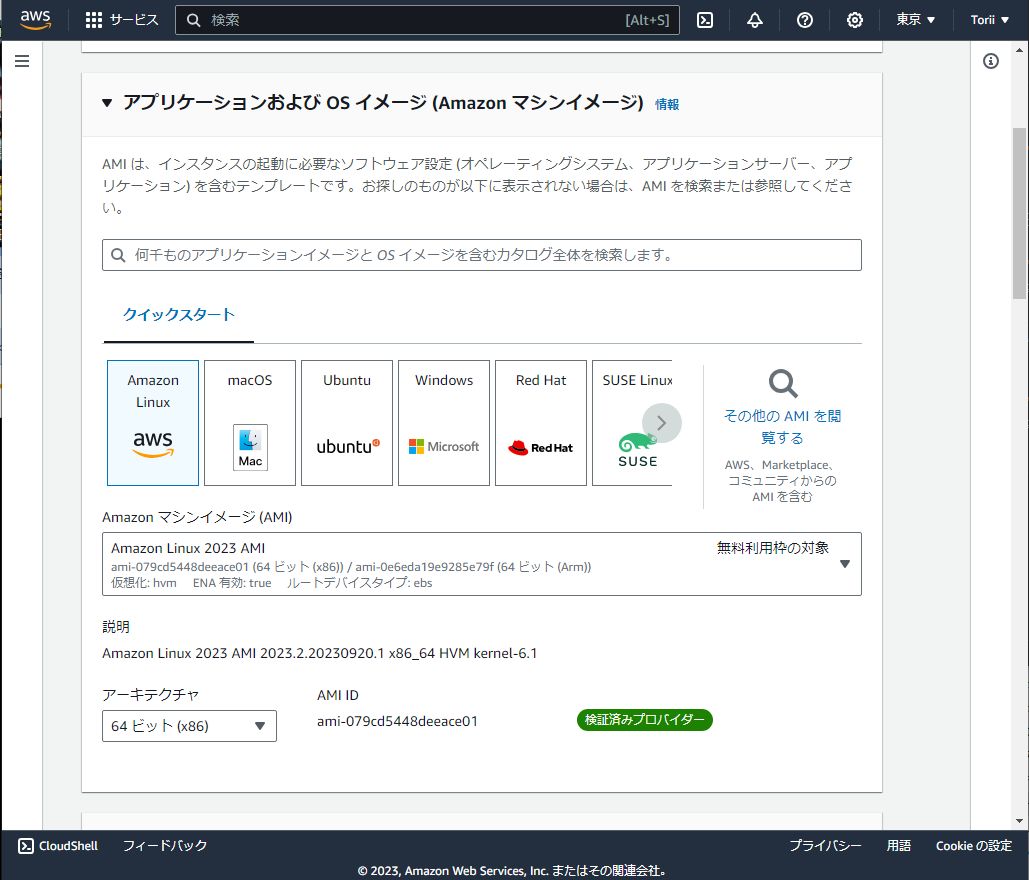 aws
サービス
検索
[Alt+S]
東京 ▼
Torii ▼
▼ アプリケーションおよび OS イメージ (Amazon マシンイメージ) 情報
AMI は、インスタンスの起動に必要なソフトウェア設定 (オペレーティングシステム、アプリケーションサーバー、アプ
リケーション) を含むテンプレートです。お探しのものが以下に表示されない場合は、AMI を検索または参照してくださ
い。
何千ものアプリケーションイメージと OS イメージを含むカタログ全体を検索します。
クイックスタート
Amazon
Linux
aws
macOS
Mac
Ubuntu
ubuntu
Windows
Microsoft
Red Hat
Red Hat
SUSE Linux
SUSE
その他の AMI を閲
覧する
AWS、Marketplace、
コミュニティからの
AMI を含む
Amazon マシンイメージ (AMI)
Amazon Linux 2023 AMI
無料利用枠の対象
ami-079cd5448deeace01 (64 ビット (x86)) / ami-0e6eda19e9285e79f (64 ビット (Arm))
仮想化: hvm ENA 有効: true ルートデバイスタイプ: ebs
説明
Amazon Linux 2023 AMI 2023.2.20230920.1 x86_64 HVM kernel-6.1
アーキテクチャ
64 ビット (x86)
AMI ID
ami-079cd5448deeace01
検証済みプロバイダー
CloudShell
フィードバック
プライバシー
用語
Cookie の設定
© 2023, Amazon Web Services, Inc. またはその関連会社。